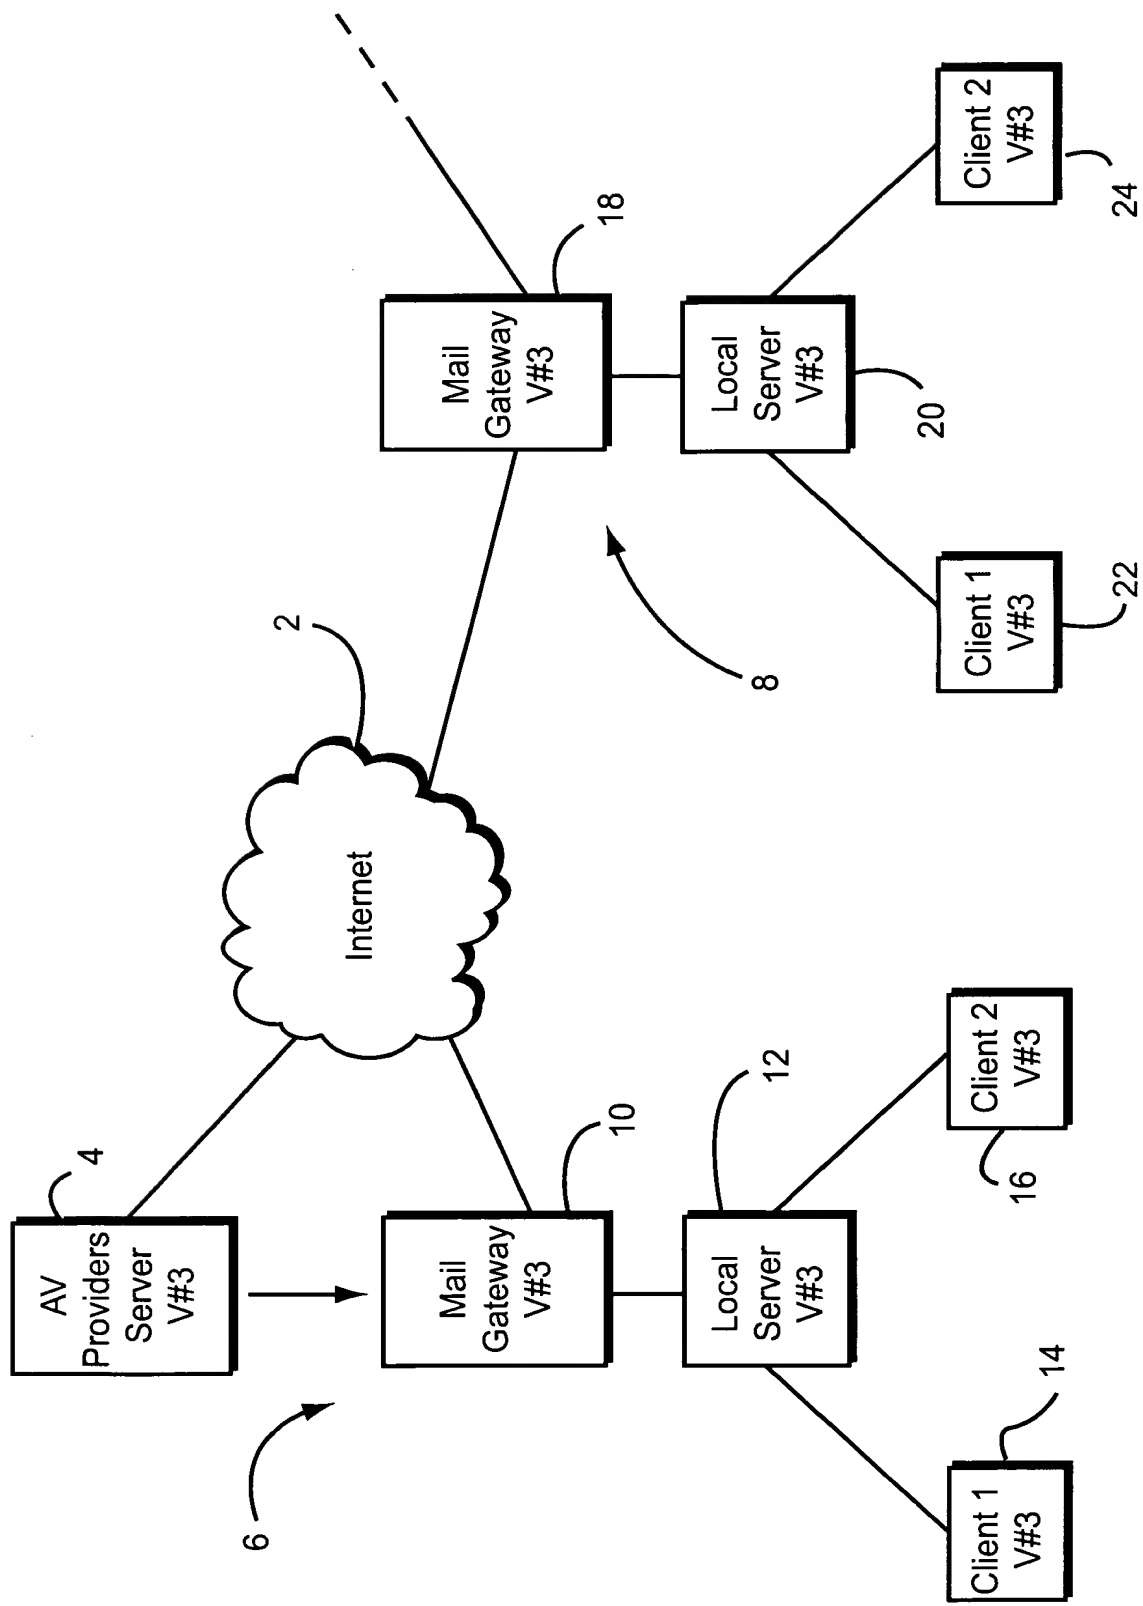 AV
Providers
Server
V#3
4
6
Mail
Gateway
V#3
10
Local
Server
V#3
12
Client 1
V#3
14
Client 2
V#3
16
Internet
2
8
Mail
Gateway
V#3
18
Local
Server
V#3
20
Client 1
V#3
22
Client 2
V#3
24